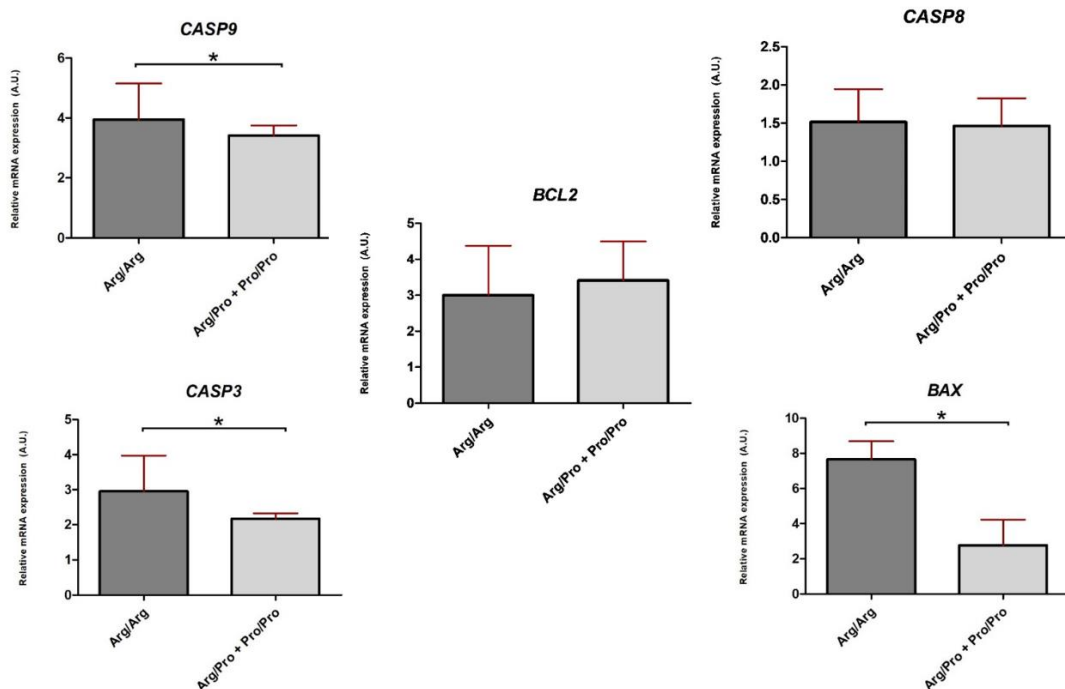 CASP9
Relative mRNA expression (A.U.)
6
4
2
0
*
Arg/Arg
Arg/Pro + Pro/Pro
CASP8
Relative mRNA expression (A.U.)
2.5
2.0
1.5
1.0
0.5
0.0
Arg/Arg
Arg/Pro + Pro/Pro
BCL2
Relative mRNA expression (A.U.)
5
4
3
2
1
0
Arg/Arg
Arg/Pro + Pro/Pro
CASP3
Relative mRNA expression (A.U.)
5
4
3
2
1
0
*
Arg/Arg
Arg/Pro + Pro/Pro
BAX
Relative mRNA expression (A.U.)
10
8
6
4
2
0
*
Arg/Arg
Arg/Pro + Pro/Pro